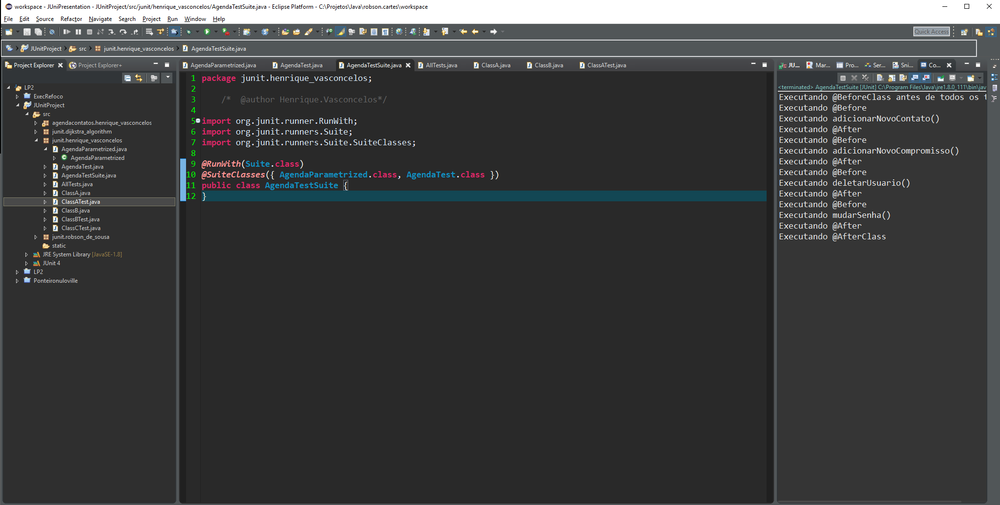 workspace - JUniPresentation - JUnitProject/src/junit/henrique_vasconcelos/AgendaTestSuite.java - Eclipse Platform - C:\Projetos\Java\robson.cartes\workspace
File Edit Source Refactor Navigate Search Project Run Window Help
Quick Access
JUnitProject src junit.henrique_vasconcelos AgendaTestSuite.java
Project Explorer Project Explorer+
LP2
ExecRefoco
JUnitProject
src
agendacontatos.henrique_vasconcelos
junit.dijkstra_algorithm
junit.henrique_vasconcelos
AgendaParametrized.java
AgendaParametrized
AgendaTest.java
AgendaTestSuite.java
AllTests.java
ClassA.java
ClassATest.java
ClassB.java
ClassBTest.java
ClassCTest.java
junit.robson_de_sousa
static
JRE System Library [JavaSE-1.8]
JUnit 4
LP2
Ponteironuloville
AgendaParametrized.java AgendaTest.java AgendaTestSuite.java AllTests.java ClassA.java ClassB.java ClassATest.java
1 package junit.henrique_vasconcelos;
2
3 /* @author Henrique.Vasconcelos*/
4
5 import org.junit.runner.RunWith;
6 import org.junit.runners.Suite;
7 import org.junit.runners.Suite.SuiteClasses;
8
9 @RunWith(Suite.class)
10 @SuiteClasses({ AgendaParametrized.class, AgendaTest.class })
11 public class AgendaTestSuite {
12 }
JU... Mar... Pro... Ser... Sni... Co...
<terminated> AgendaTestSuite [JUnit] C:\Program Files\Java\jre1.8.0_111\bin\jav
Executando @BeforeClass antes de todos os t
Executando @Before
Executando adicionarNovoContato()
Executando @After
Executando @Before
Executando adicionarNovoCompromisso()
Executando @After
Executando @Before
Executando deletarUsuario()
Executando @After
Executando @Before
Executando mudarSenha()
Executando @After
Executando @AfterClass